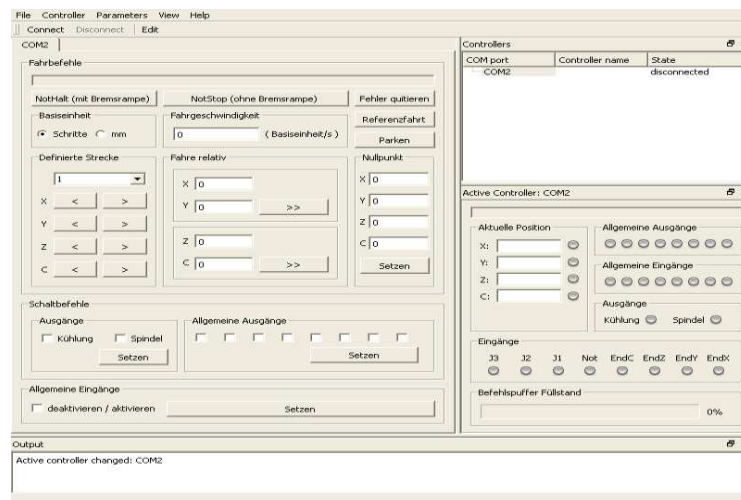 File Controller Parameters View Help
Connect Disconnect Edit
COM2
Fahrbefehle
NotHalt (mit Bremsrampe) NotStop (ohne Bremsrampe) Fehler quitieren
Basiseinheit
Schritte mm
Fahrgeschwindigkeit
0 ( Basiseinheit/s )
Referenzfahrt
Parken
Definierte Strecke
1
X < >
Y < >
Z < >
C < >
Fahre relativ
X 0
Y 0 >>
Z 0
C 0 >>
Nullpunkt
X 0
Y 0
Z 0
C 0
Setzen
Schaltbefehle
Ausgänge
Kühlung Spindel
Setzen
Allgemeine Ausgänge
Setzen
Allgemeine Eingänge
deaktivieren / aktivieren Setzen
Controllers
COM port Controller name State
COM2 disconnected
Active Controller: COM2
Aktuelle Position
X:
Y:
Z:
C:
Allgemeine Ausgänge
Allgemeine Eingänge
Ausgänge
Kühlung Spindel
Eingänge
J3 J2 J1 Not EndC EndZ EndY EndX
Befehlspuffer Füllstand
0%
Output
Active controller changed: COM2